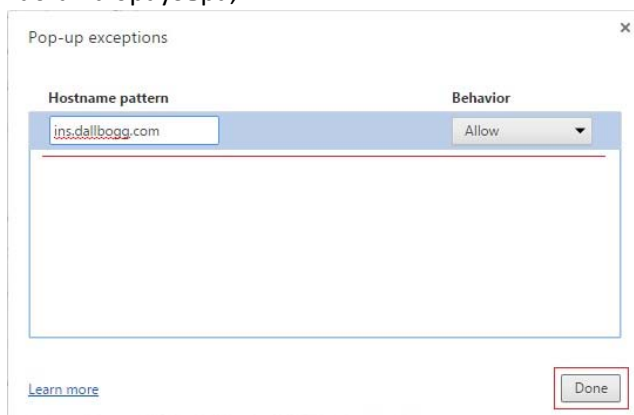 Pop-up exceptions
×
Hostname pattern Behavior
ins.dallbogg.com Allow
Learn more Done